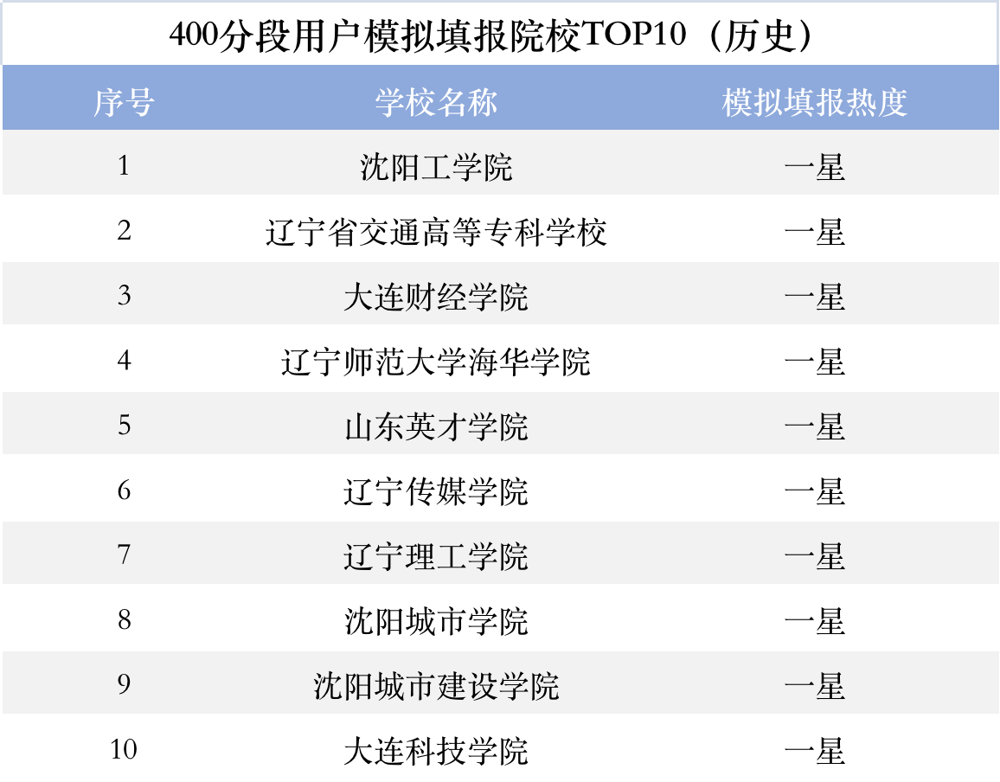 400分段用户模拟填报院校TOP10（历史）
序号 学校名称 模拟填报热度
1 沈阳工学院 一星
2 辽宁省交通高等专科学校 一星
3 大连财经学院 一星
4 辽宁师范大学海华学院 一星
5 山东英才学院 一星
6 辽宁传媒学院 一星
7 辽宁理工学院 一星
8 沈阳城市学院 一星
9 沈阳城市建设学院 一星
10 大连科技学院 一星